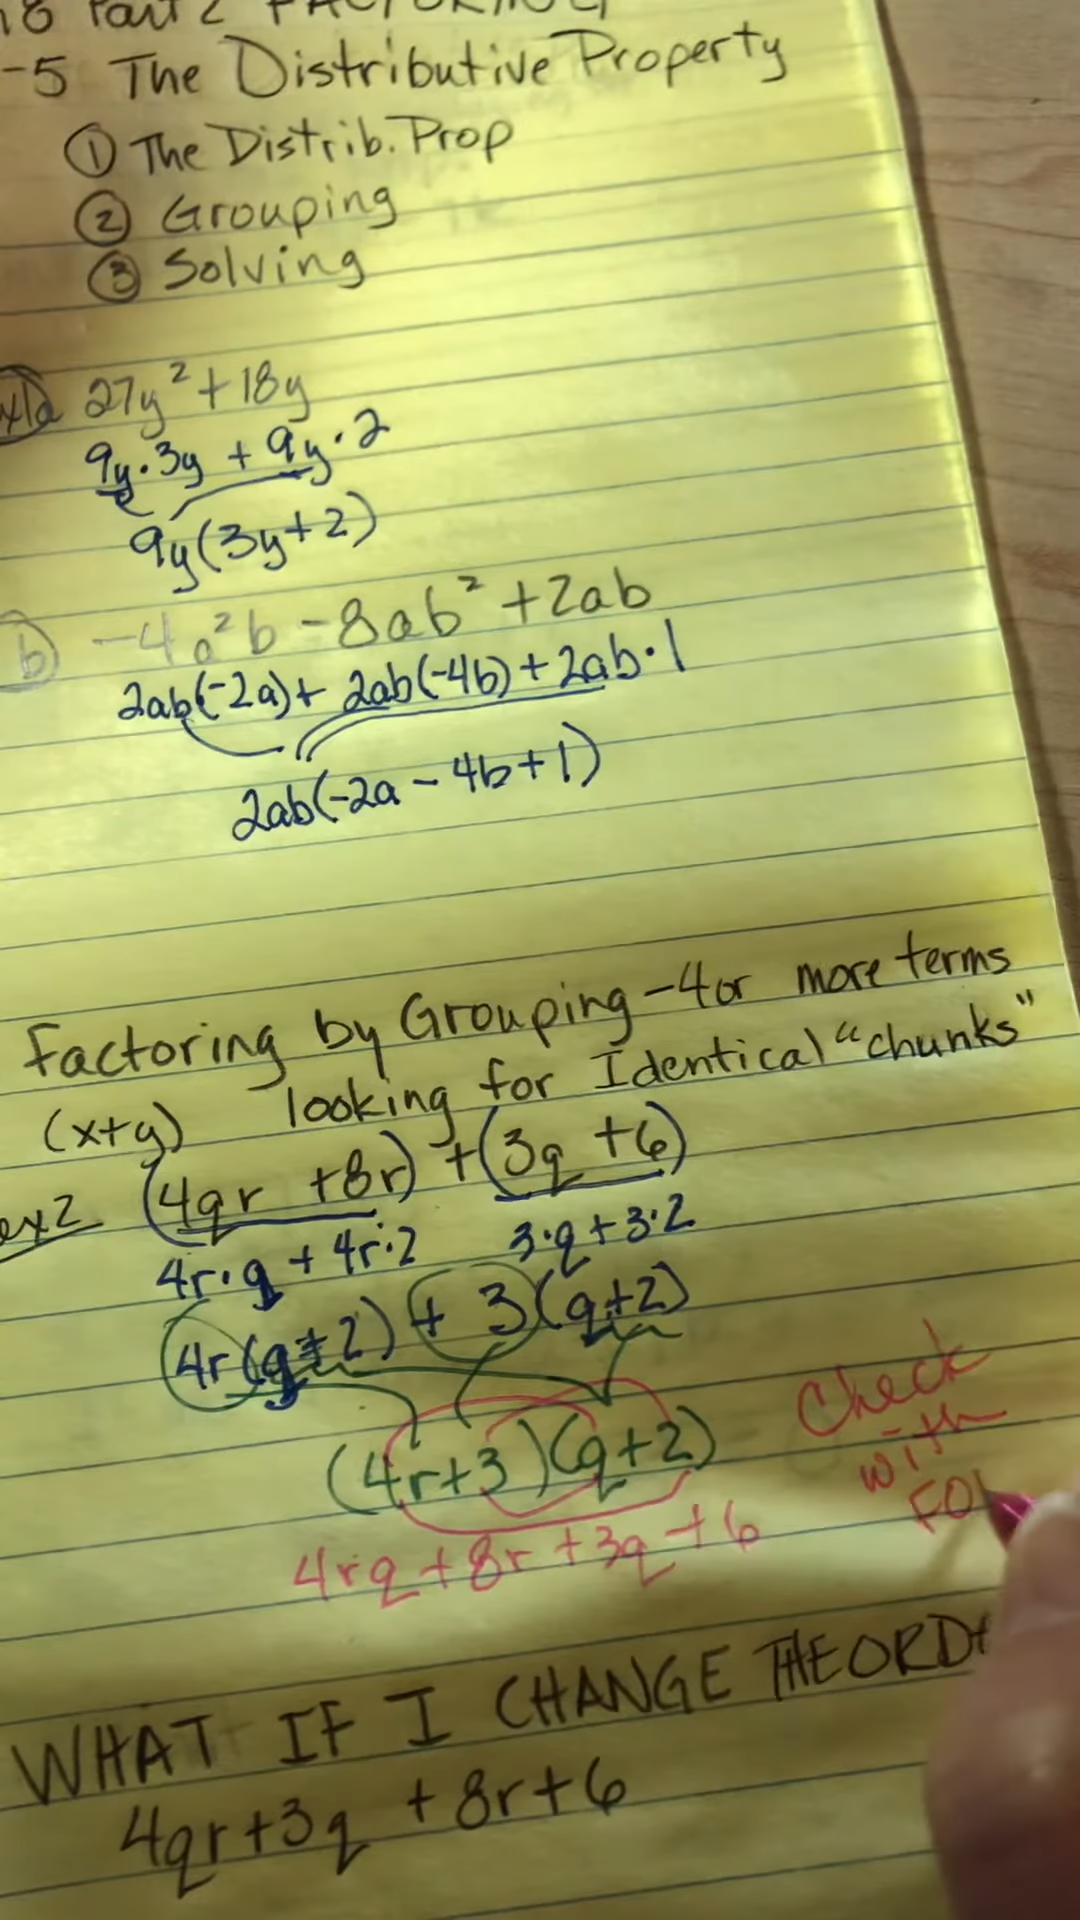 Part 2 FACTORING
-5 The Distributive Property
① The Distrib. Prop
② Grouping
③ Solving
27y² + 18y
9y · 3y + 9y · 2
9y(3y + 2)
b) -4a²b - 8ab² + 2ab
2ab(-2a) + 2ab(-4b) + 2ab · 1
2ab(-2a - 4b + 1)
Factoring by Grouping - 4 or more terms
looking for Identical "chunks"
(x+y)
ex2 (4qr + 8r) + (3q + 6)
4r · q + 4r · 2 3 · q + 3 · 2
4r(q + 2) + 3(q + 2)
(4r + 3)(q + 2)
Check
with
FOI
4rq + 8r + 3q + 6
WHAT IF I CHANGE THE ORD
4qr + 3q + 8r + 6